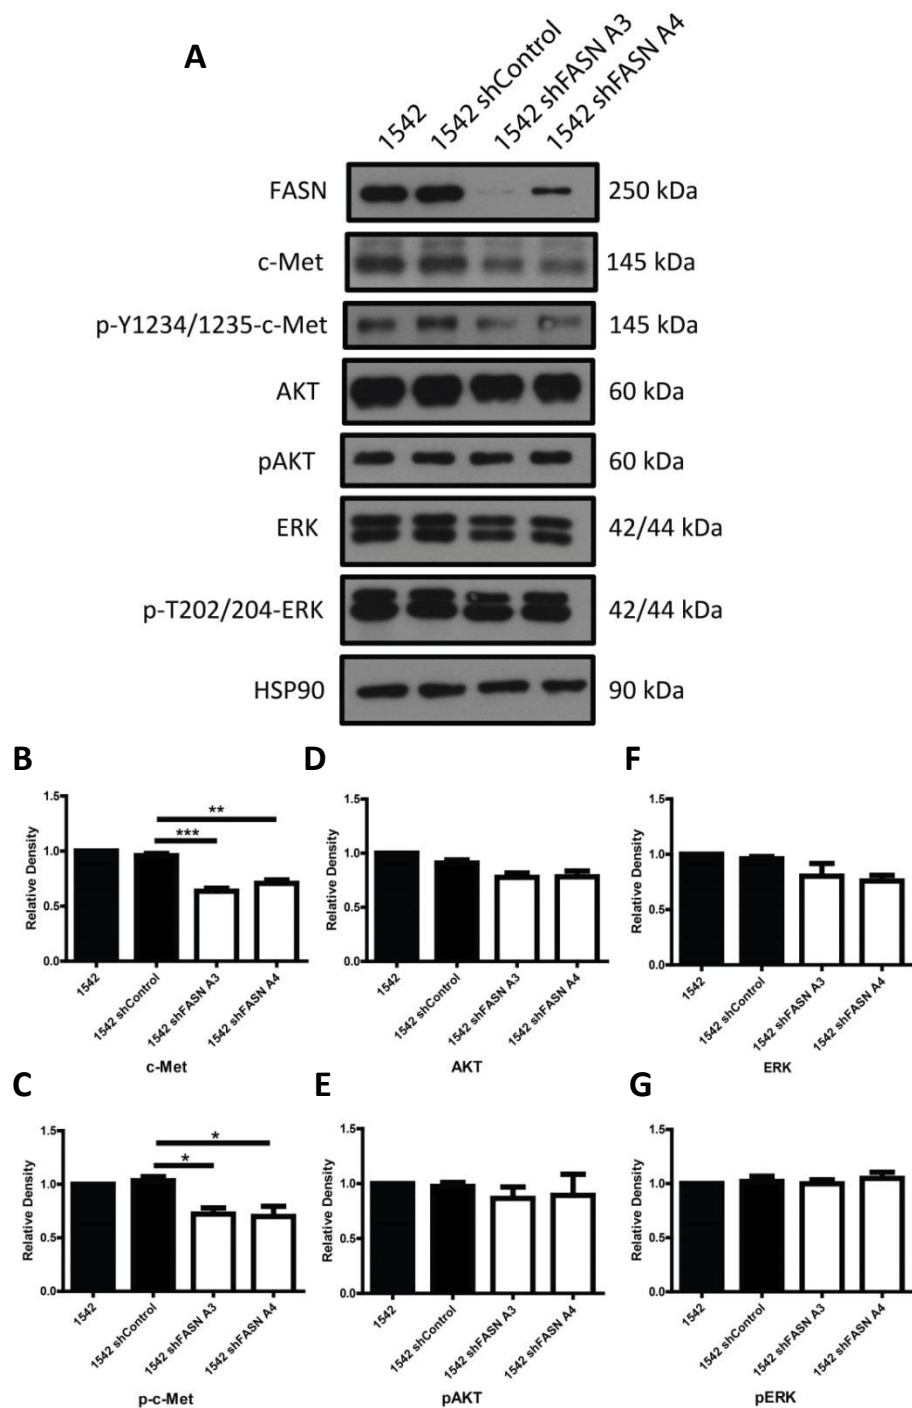 A
1542
1542 shControl
1542 shFASN A3
1542 shFASN A4
FASN 250 kDa
c-Met 145 kDa
p-Y1234/1235-c-Met 145 kDa
AKT 60 kDa
pAKT 60 kDa
ERK 42/44 kDa
p-T202/204-ERK 42/44 kDa
HSP90 90 kDa
B
Relative Density
1.5
1.0
0.5
0.0
**
***
1542
1542 shControl
1542 shFASN A3
1542 shFASN A4
c-Met
D
Relative Density
1.5
1.0
0.5
0.0
1542
1542 shControl
1542 shFASN A3
1542 shFASN A4
AKT
F
Relative Density
1.5
1.0
0.5
0.0
1542
1542 shControl
1542 shFASN A3
1542 shFASN A4
ERK
C
Relative Density
1.5
1.0
0.5
0.0
*
*
1542
1542 shControl
1542 shFASN A3
1542 shFASN A4
p-c-Met
E
Relative Density
1.5
1.0
0.5
0.0
1542
1542 shControl
1542 shFASN A3
1542 shFASN A4
pAKT
G
Relative Density
1.5
1.0
0.5
0.0
1542
1542 shControl
1542 shFASN A3
1542 shFASN A4
pERK